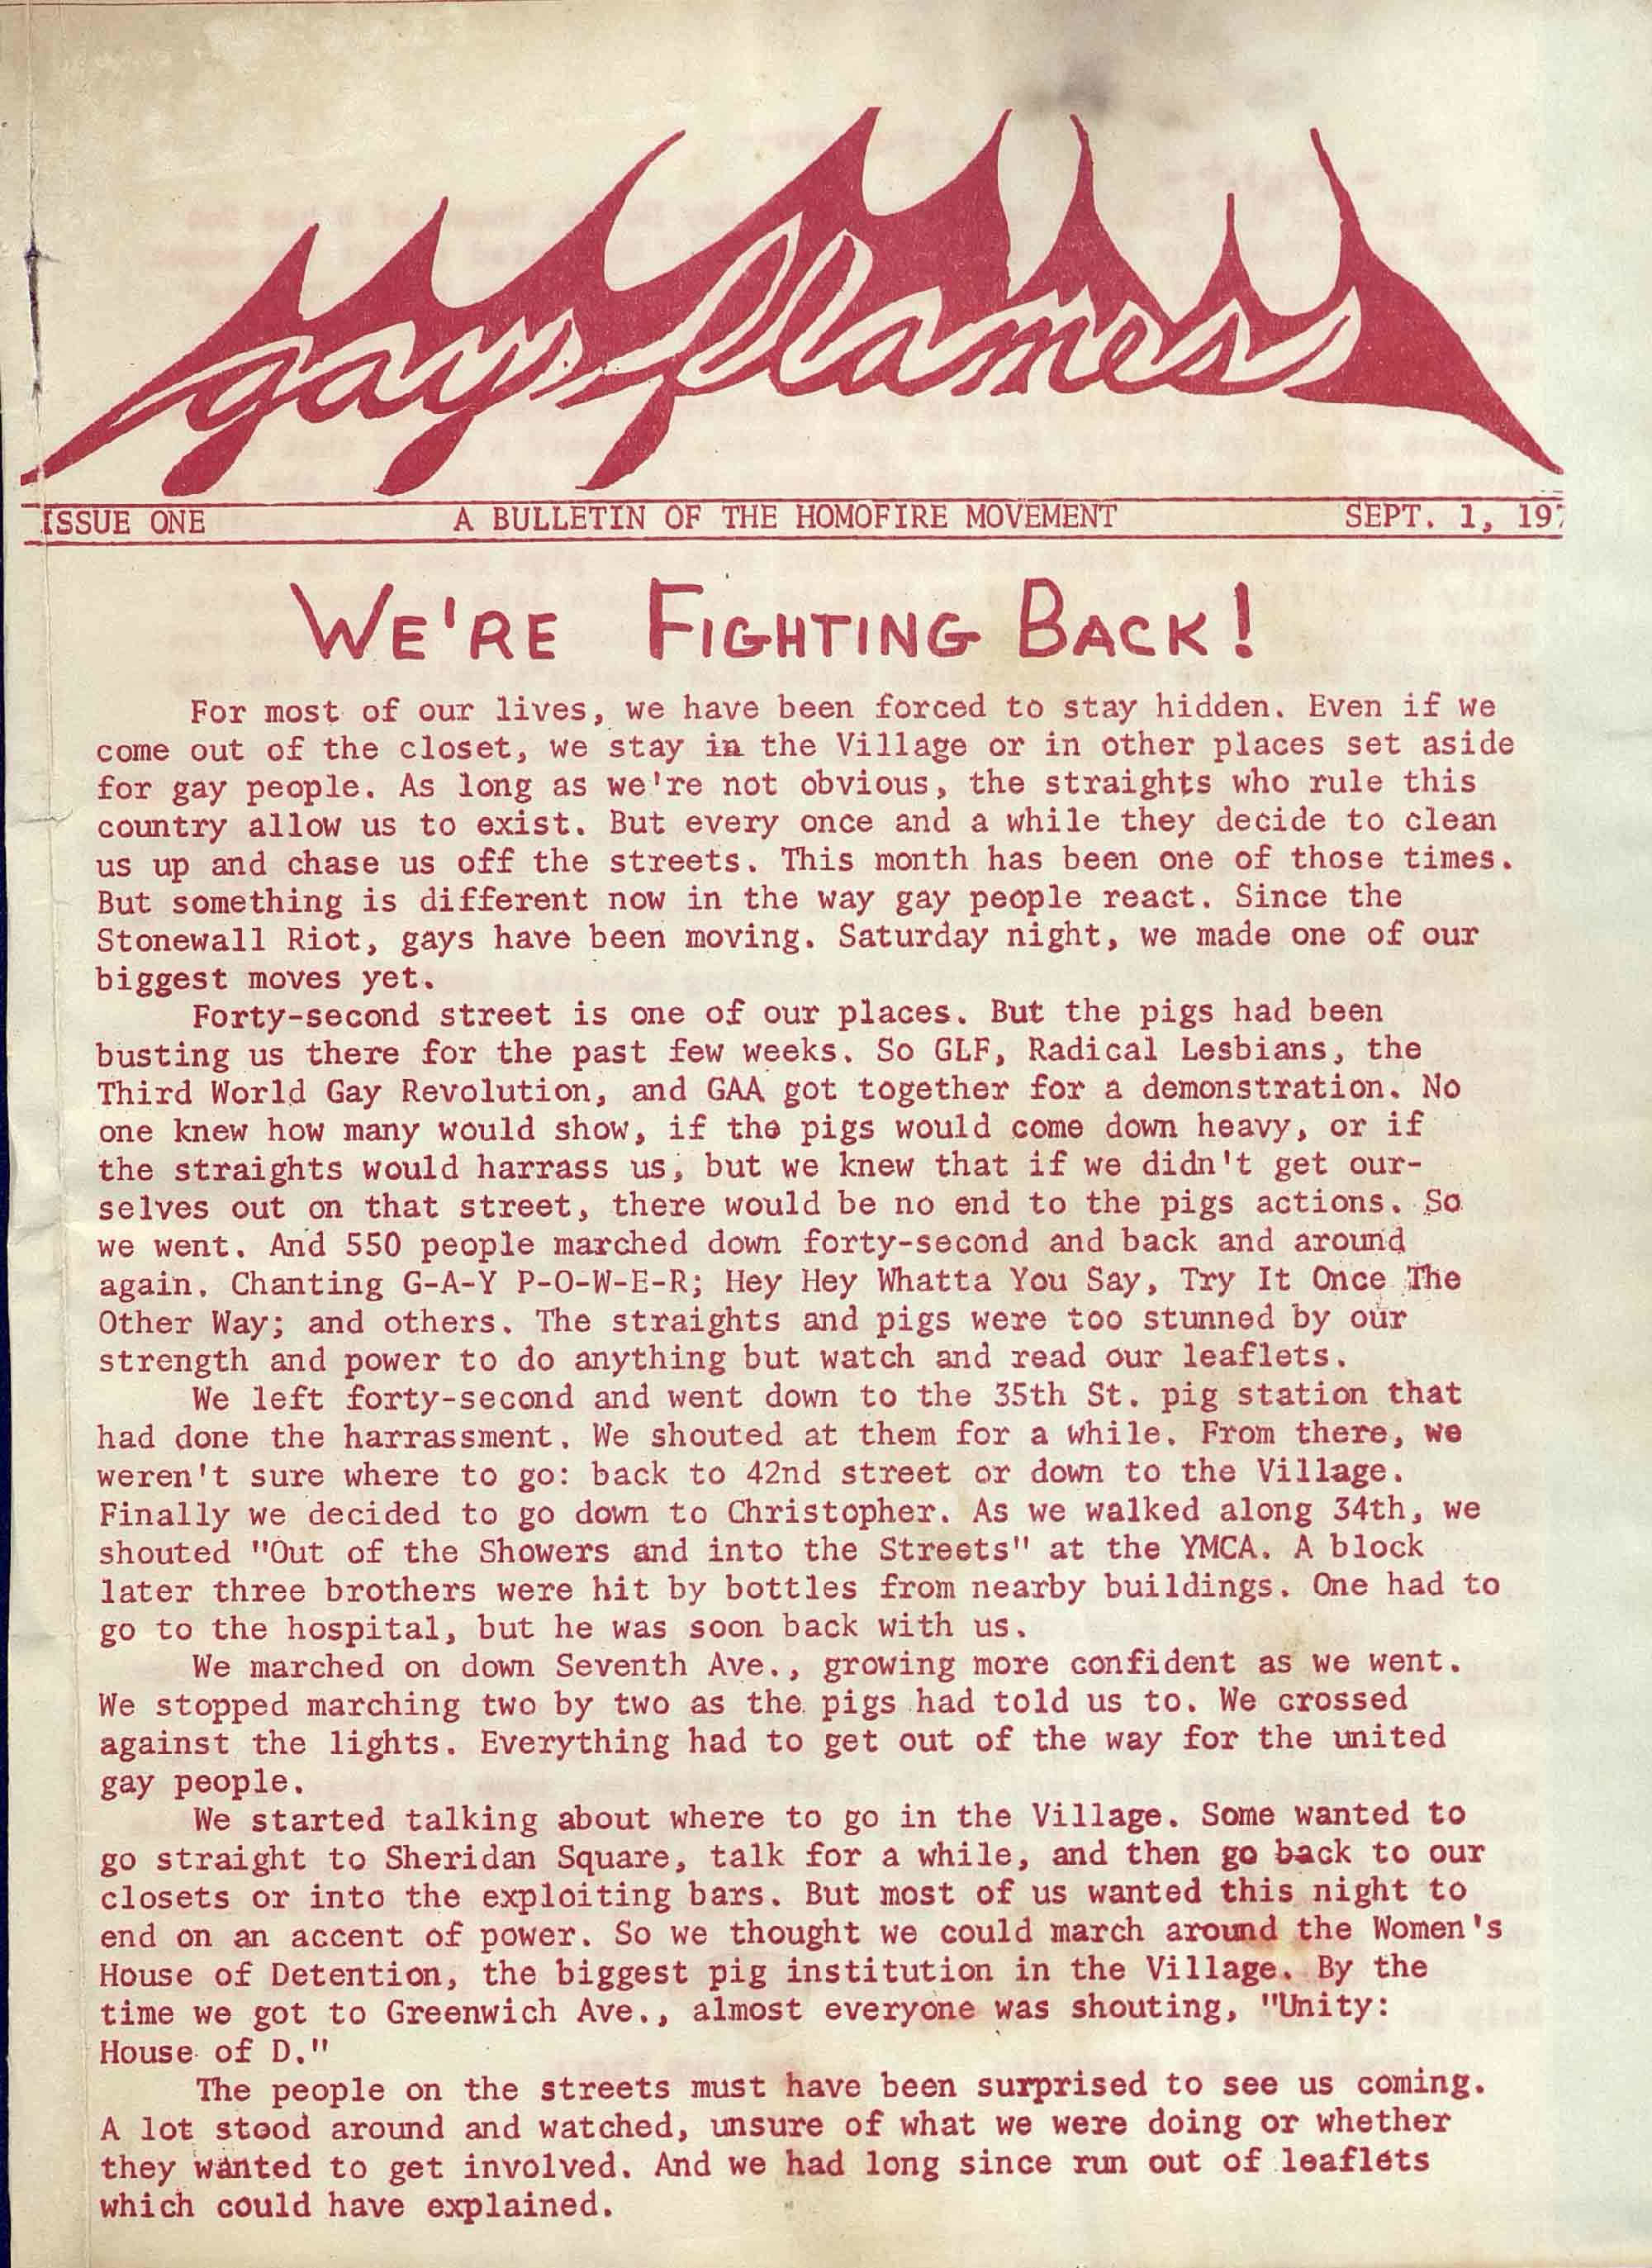 gay flames
ISSUE ONE A BULLETIN OF THE HOMOFIRE MOVEMENT SEPT. 1, 197
WE'RE FIGHTING BACK!
For most of our lives, we have been forced to stay hidden. Even if we
come out of the closet, we stay in the Village or in other places set aside
for gay people. As long as we're not obvious, the straights who rule this
country allow us to exist. But every once and a while they decide to clean
us up and chase us off the streets. This month has been one of those times.
But something is different now in the way gay people react. Since the
Stonewall Riot, gays have been moving. Saturday night, we made one of our
biggest moves yet.
Forty-second street is one of our places. But the pigs had been
busting us there for the past few weeks. So GLF, Radical Lesbians, the
Third World Gay Revolution, and GAA got together for a demonstration. No
one knew how many would show, if the pigs would come down heavy, or if
the straights would harrass us, but we knew that if we didn't get our-
selves out on that street, there would be no end to the pigs actions. So
we went. And 550 people marched down forty-second and back and around
again. Chanting G-A-Y P-O-W-E-R; Hey Hey Whatta You Say, Try It Once The
Other Way; and others. The straights and pigs were too stunned by our
strength and power to do anything but watch and read our leaflets.
We left forty-second and went down to the 35th St. pig station that
had done the harrassment. We shouted at them for a while. From there, we
weren't sure where to go: back to 42nd street or down to the Village.
Finally we decided to go down to Christopher. As we walked along 34th, we
shouted "Out of the Showers and into the Streets" at the YMCA. A block
later three brothers were hit by bottles from nearby buildings. One had to
go to the hospital, but he was soon back with us.
We marched on down Seventh Ave., growing more confident as we went.
We stopped marching two by two as the pigs had told us to. We crossed
against the lights. Everything had to get out of the way for the united
gay people.
We started talking about where to go in the Village. Some wanted to
go straight to Sheridan Square, talk for a while, and then go back to our
closets or into the exploiting bars. But most of us wanted this night to
end on an accent of power. So we thought we could march around the Women's
House of Detention, the biggest pig institution in the Village. By the
time we got to Greenwich Ave., almost everyone was shouting, "Unity:
House of D."
The people on the streets must have been surprised to see us coming.
A lot stood around and watched, unsure of what we were doing or whether
they wanted to get involved. And we had long since run out of leaflets
which could have explained.